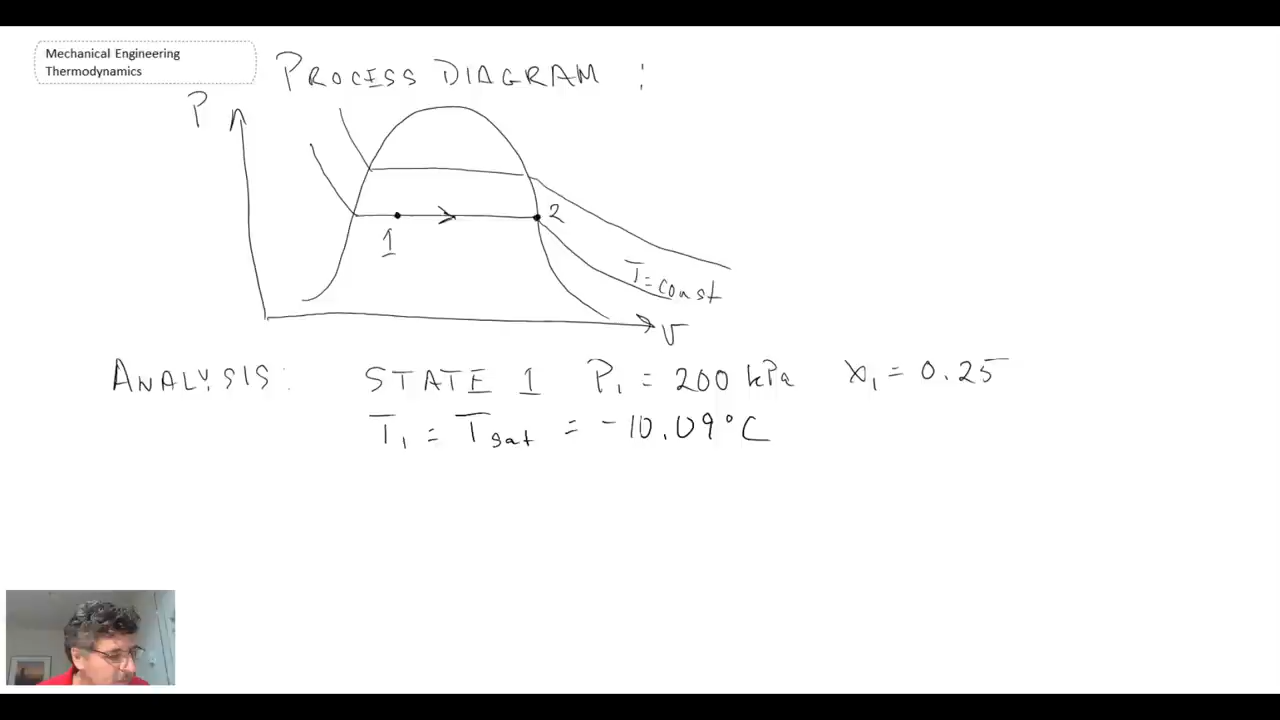 Mechanical Engineering
Thermodynamics
PROCESS DIAGRAM :
P
1
2
T = const
v
ANALYSIS: STATE 1 P₁ = 200 kPa x₁ = 0.25
T₁ = Tsat = -10.09°C